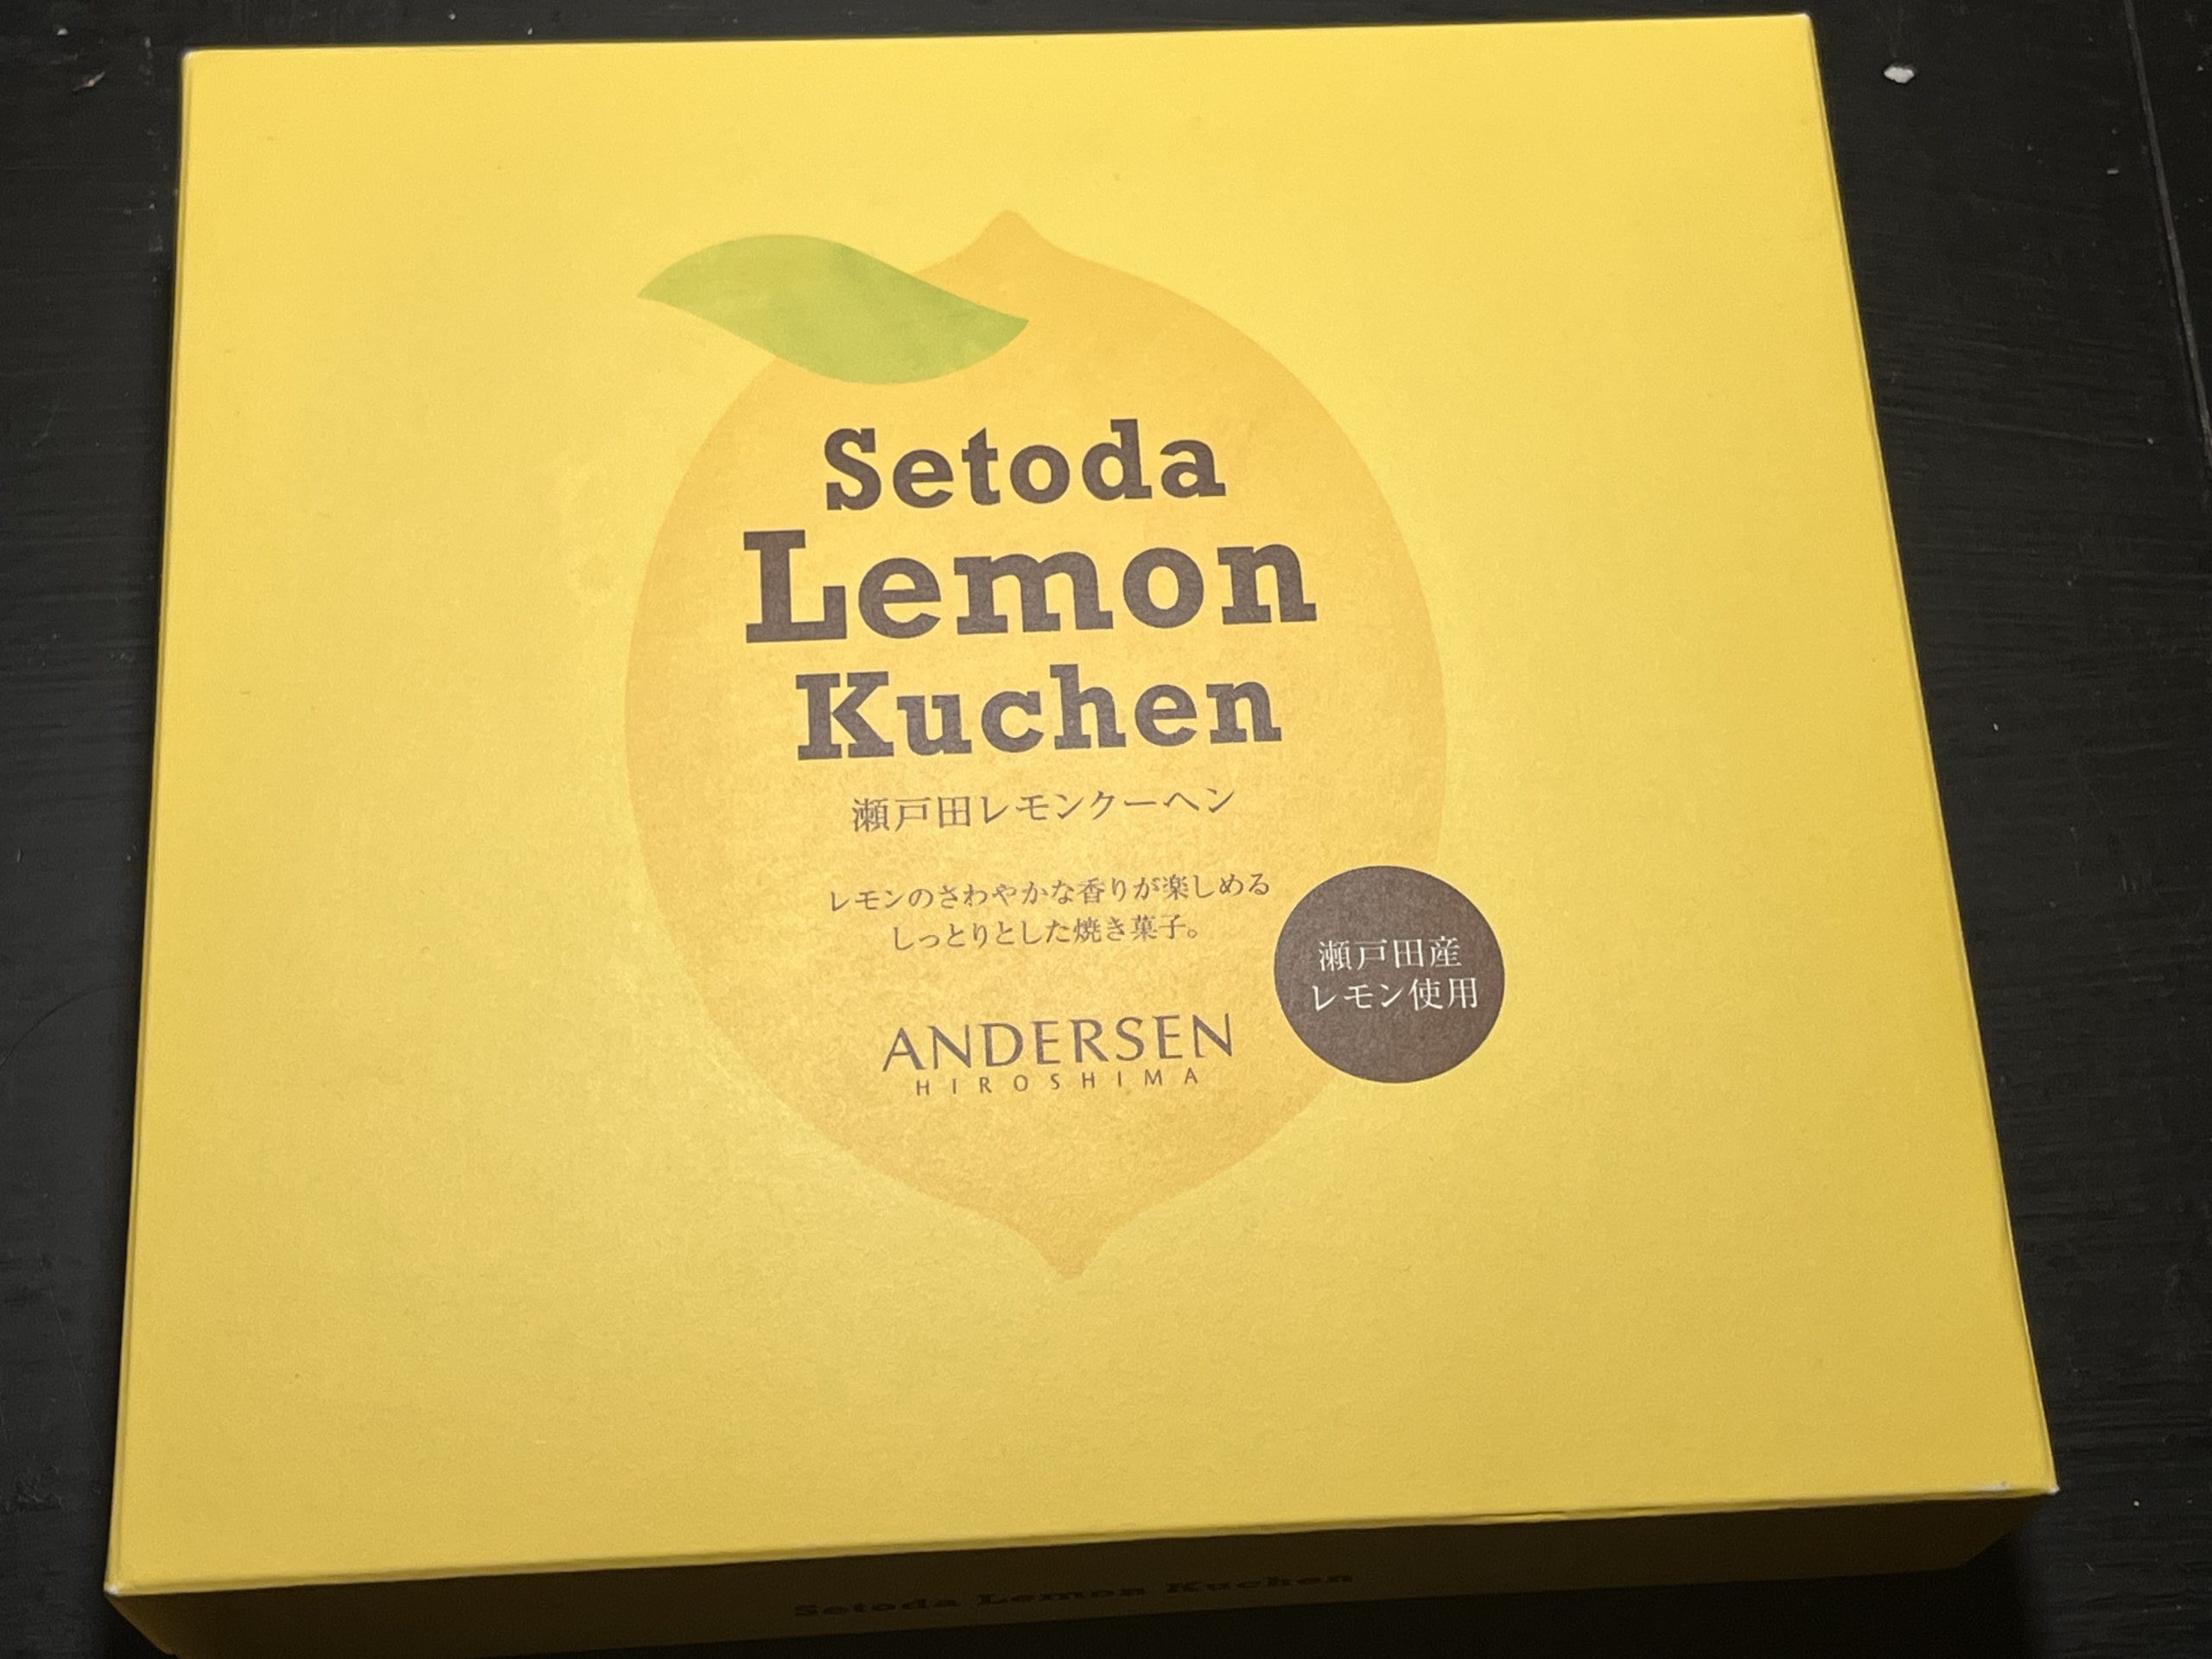 Setoda
Lemon
Kuchen
瀬戸田レモンクーヘン
レモンのさわやかな香りが楽しめる
しっとりとした焼き菓子。
瀬戸田産
レモン使用
ANDERSEN
HIROSHIMA
Setoda Lemon Kuchen